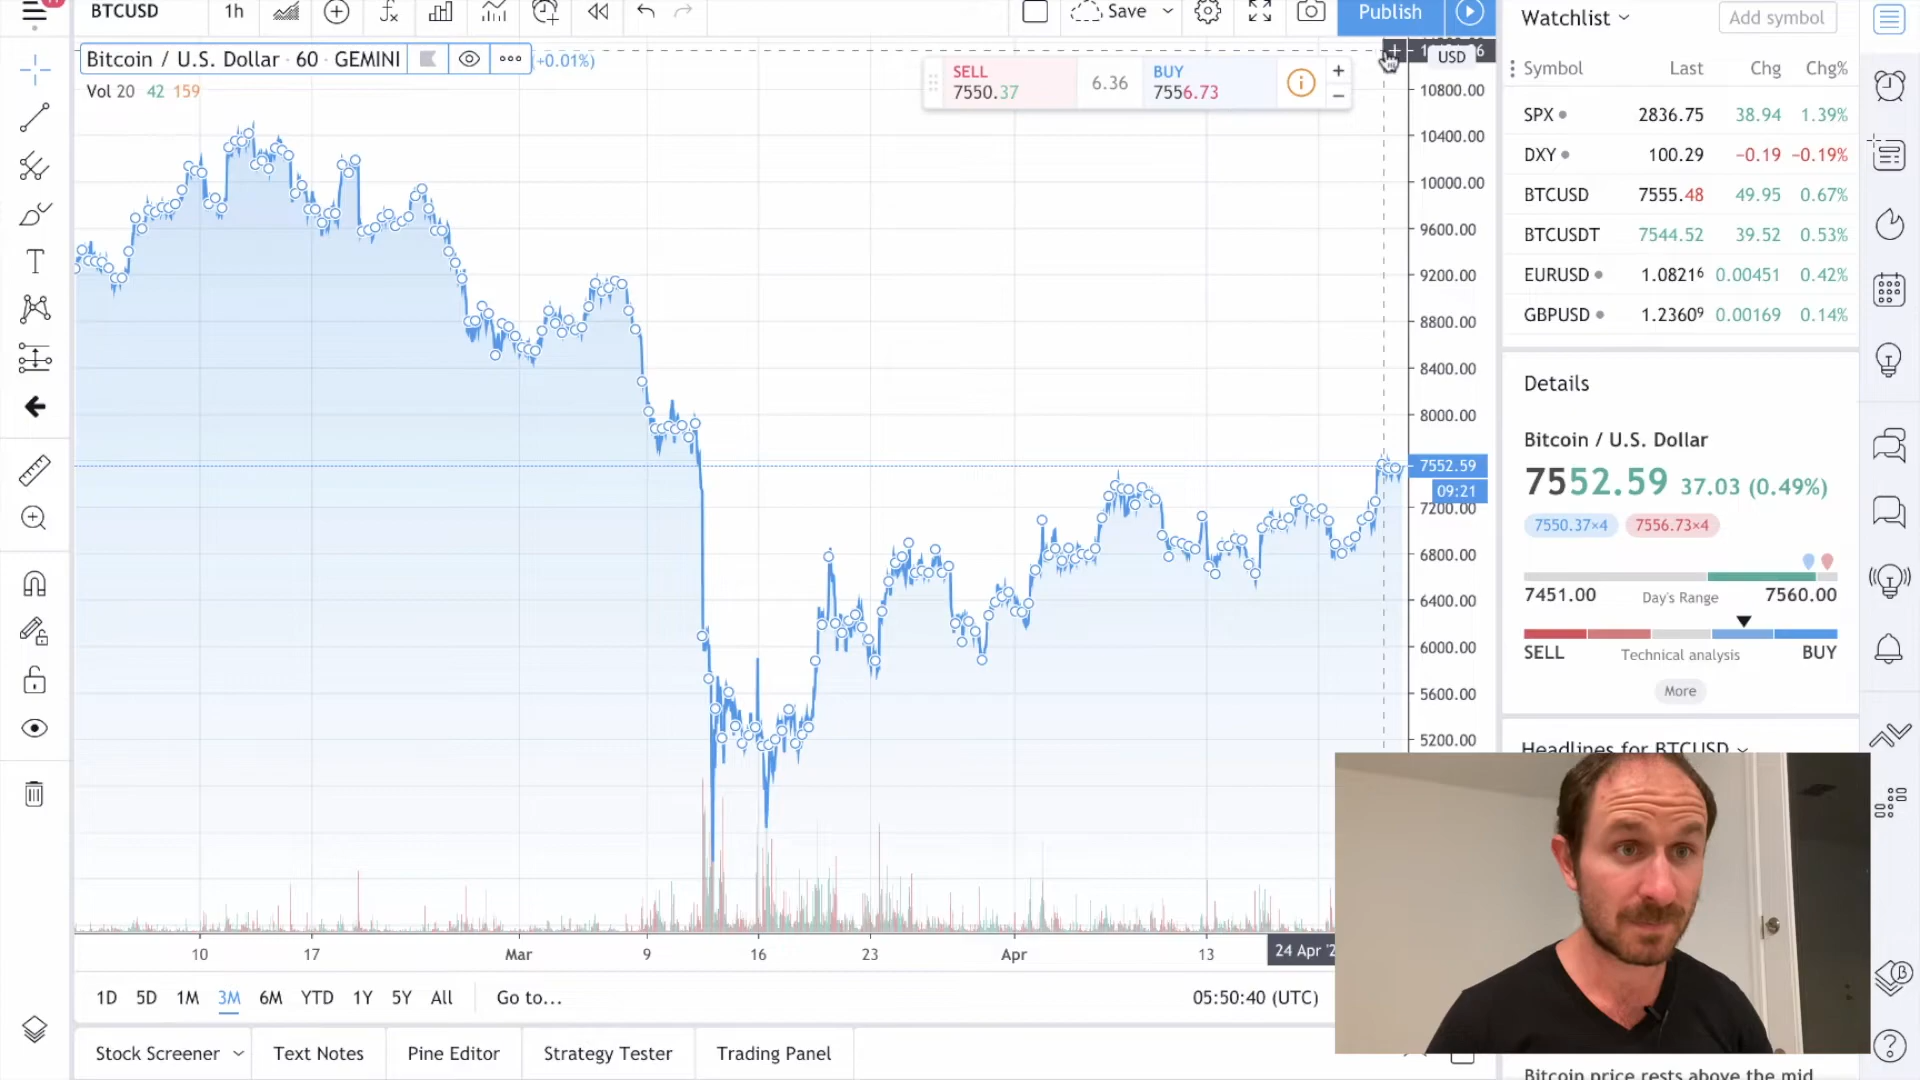 BTCUSD 1h Save Publish
Bitcoin / U.S. Dollar · 60 · GEMINI (+0.01%)
Vol 20 42 159
SELL
7550.37
6.36
BUY
7556.73
USD
10800.00
10400.00
10000.00
9600.00
9200.00
8800.00
8400.00
8000.00
7552.59
09:21
7200.00
6800.00
6400.00
6000.00
5600.00
5200.00
10 17 Mar 9 16 23 Apr 13 24 Apr '2
1D 5D 1M 3M 6M YTD 1Y 5Y All Go to... 05:50:40 (UTC)
Stock Screener Text Notes Pine Editor Strategy Tester Trading Panel
Watchlist Add symbol
Symbol Last Chg Chg%
SPX 2836.75 38.94 1.39%
DXY 100.29 −0.19 −0.19%
BTCUSD 7555.48 49.95 0.67%
BTCUSDT 7544.52 39.52 0.53%
EURUSD 1.08216 0.00451 0.42%
GBPUSD 1.23609 0.00169 0.14%
Details
Bitcoin / U.S. Dollar
7552.59 37.03 (0.49%)
7550.37×4 7556.73×4
7451.00 Day's Range 7560.00
SELL Technical analysis BUY
More
Headlines for BTCUSD
Bitcoin price rests above the mid